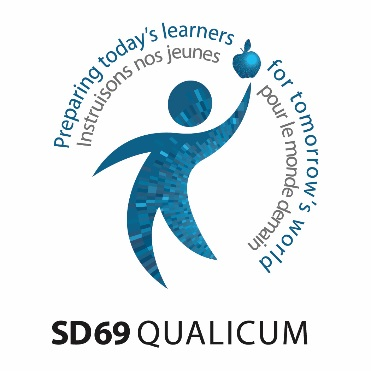 Preparing today's learners for tomorrow's world
Instruisons nos jeunes pour le monde demain
SD69 QUALICUM